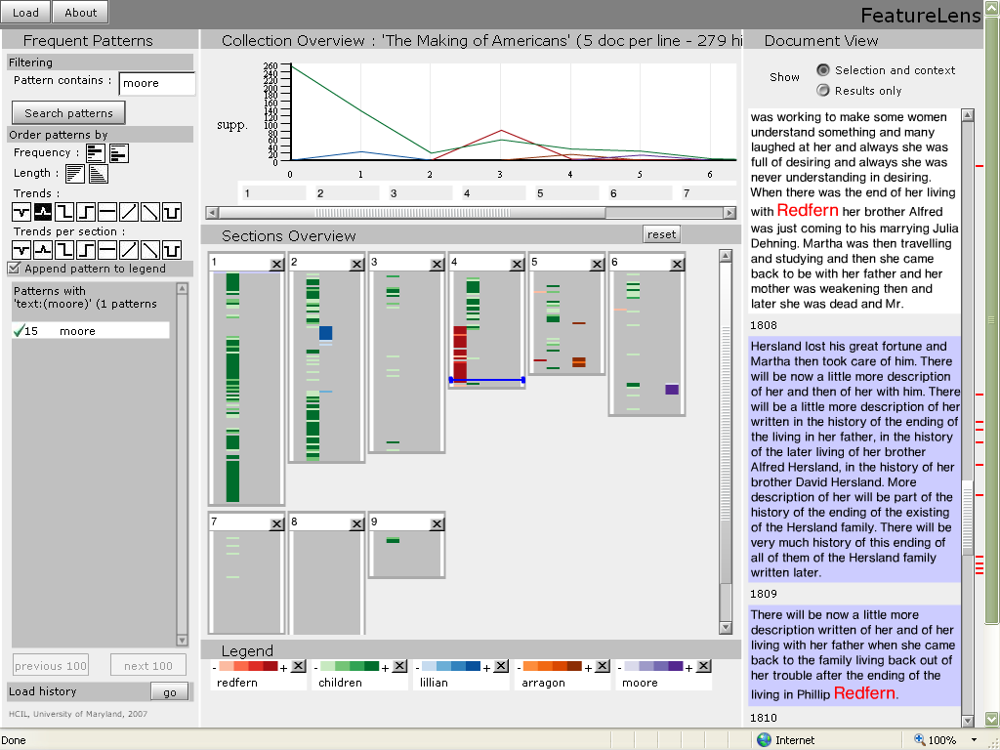 Load About
FeatureLens
Frequent Patterns
Filtering
Pattern contains : moore
Search patterns
Order patterns by
Frequency :
Length :
Trends :
Trends per section :
Append pattern to legend
Patterns with
'text:(moore)' (1 patterns
15 moore
previous 100 next 100
Load history go
HCIL, University of Maryland, 2007
Collection Overview : 'The Making of Americans' (5 doc per line - 279 hi
260
240
220
200
180
160
140
120
100
80
60
40
20
0
supp.
0 1 2 3 4 5 6
1 2 3 4 5 6 7
Sections Overview reset
1 2 3 4 5 6
7 8 9
Legend
- + - + - + - + - +
redfern children lillian arragon moore
Document View
Show
Selection and context
Results only
was working to make some women
understand something and many
laughed at her and always she was
full of desiring and always she was
never understanding in desiring.
When there was the end of her living
with Redfern her brother Alfred
was just coming to his marrying Julia
Dehning. Martha was then travelling
and studying and then she came
back to be with her father and her
mother was weakening then and
later she was dead and Mr.
1808
Hersland lost his great fortune and
Martha then took care of him. There
will be now a little more description
of her and then of her with him. There
will be a little more description of her
written in the history of the ending of
the living in her father, in the history
of the later living of her brother
Alfred Hersland, in the history of her
brother David Hersland. More
description of her will be part of the
history of the ending of the existing
of the Hersland family. There will be
very much history of this ending of
all of them of the Hersland family
written later.
1809
There will be now a little more
description written of her and of her
living with her father when she came
back to the family living back out of
her trouble after the ending of the
living in Phillip Redfern.
1810
Done Internet 100%